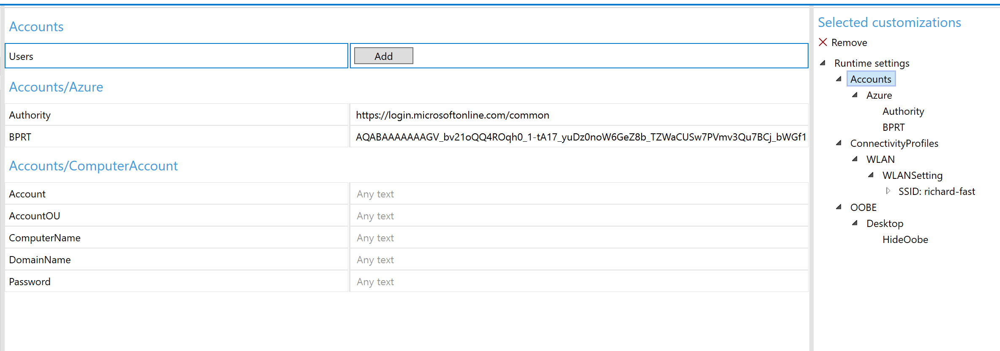 Accounts
Users
Add
Accounts/Azure
Authority
https://login.microsoftonline.com/common
BPRT
AQABAAAAAAAGV_bv21oQQ4ROqh0_1-tA17_yuDz0noW6GeZ8b_TZWaCUSw7PVmv3Qu7BCj_bWGf1
Accounts/ComputerAccount
Account
Any text
AccountOU
Any text
ComputerName
Any text
DomainName
Any text
Password
Any text
Selected customizations
Remove
Runtime settings
Accounts
Azure
Authority
BPRT
ConnectivityProfiles
WLAN
WLANSetting
SSID: richard-fast
OOBE
Desktop
HideOobe